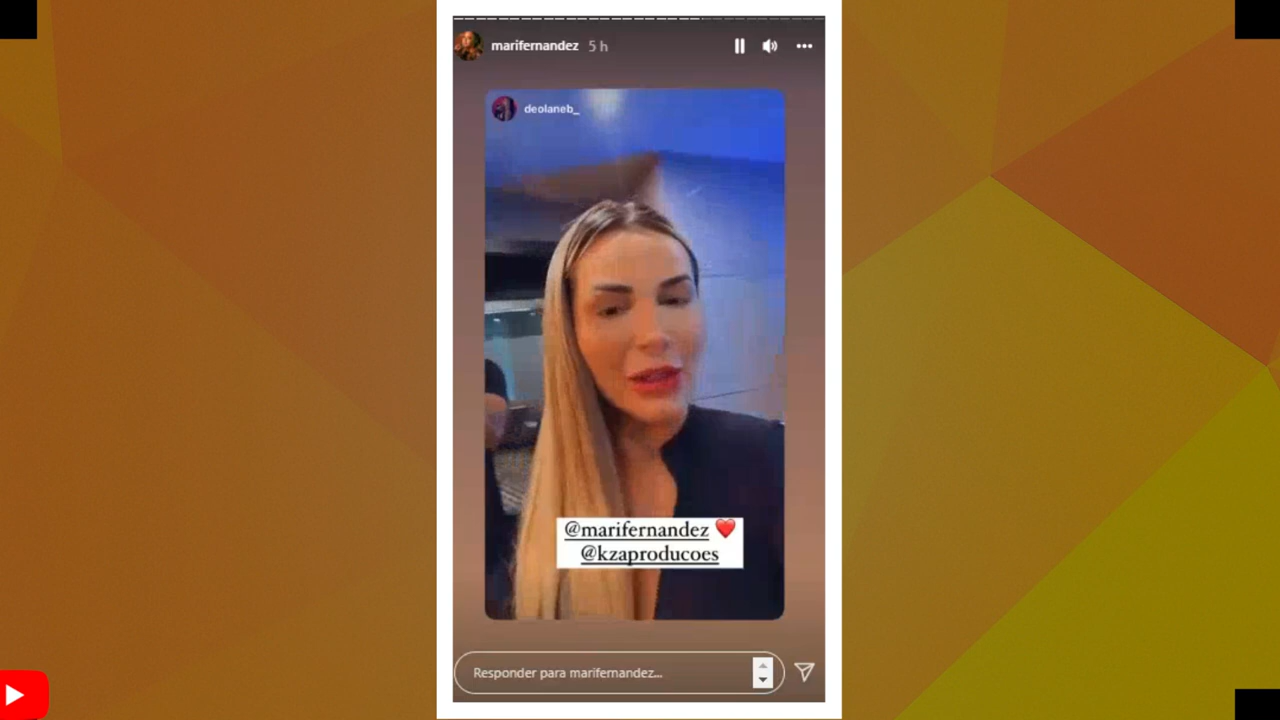 marifernandez 5 h
deolaneb_
@marifernandez ❤️
@kzaproducoes
Responder para marifernandez...